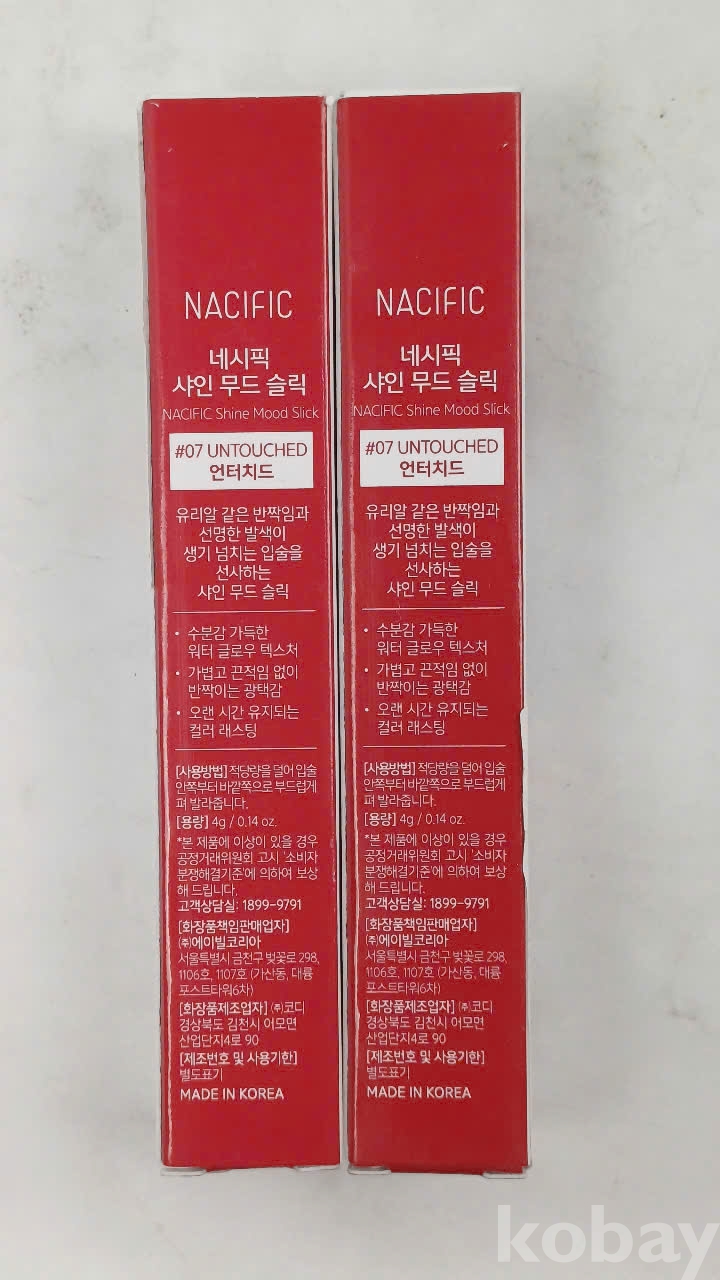 NACIFIC
네시픽
샤인 무드 슬릭
NACIFIC Shine Mood Slick
#07 UNTOUCHED
언터치드
유리알 같은 반짝임과
선명한 발색이
생기 넘치는 입술을
선사하는
샤인 무드 슬릭
• 수분감 가득한
워터 글로우 텍스처
• 가볍고 끈적임 없이
반짝이는 광택감
• 오랜 시간 유지되는
컬러 래스팅
[사용방법] 적당량을 덜어 입술
안쪽부터 바깥쪽으로 부드럽게
펴 발라줍니다.
[용량] 4g / 0.14 oz.
*본 제품에 이상이 있을 경우
공정거래위원회 고시 '소비자
분쟁해결기준'에 의하여 보상
해 드립니다.
고객상담실: 1899-9791
[화장품책임판매업자]
㈜에이빌코리아
서울특별시 금천구 벚꽃로 298,
1106호, 1107호 (가산동, 대륭
포스트타워6차)
[화장품제조업자] ㈜코디
경상북도 김천시 어모면
산업단지4로 90
[제조번호 및 사용기한]
별도표기
MADE IN KOREA
NACIFIC
네시픽
샤인 무드 슬릭
NACIFIC Shine Mood Slick
#07 UNTOUCHED
언터치드
유리알 같은 반짝임과
선명한 발색이
생기 넘치는 입술을
선사하는
샤인 무드 슬릭
• 수분감 가득한
워터 글로우 텍스처
• 가볍고 끈적임 없이
반짝이는 광택감
• 오랜 시간 유지되는
컬러 래스팅
[사용방법] 적당량을 덜어 입술
안쪽부터 바깥쪽으로 부드럽게
펴 발라줍니다.
[용량] 4g / 0.14 oz.
*본 제품에 이상이 있을 경우
공정거래위원회 고시 '소비자
분쟁해결기준'에 의하여 보상
해 드립니다.
고객상담실: 1899-9791
[화장품책임판매업자]
㈜에이빌코리아
서울특별시 금천구 벚꽃로 298,
1106호, 1107호 (가산동, 대륭
포스트타워6차)
[화장품제조업자] ㈜코디
경상북도 김천시 어모면
산업단지4로 90
[제조번호 및 사용기한]
별도표기
MADE IN KOREA
kobay